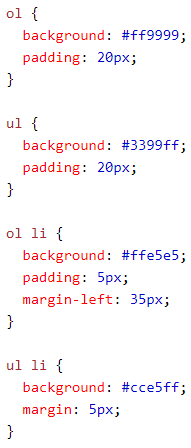 ol {
  background: #ff9999;
  padding: 20px;
}

ul {
  background: #3399ff;
  padding: 20px;
}

ol li {
  background: #ffe5e5;
  padding: 5px;
  margin-left: 35px;
}

ul li {
  background: #cce5ff;
  margin: 5px;
}